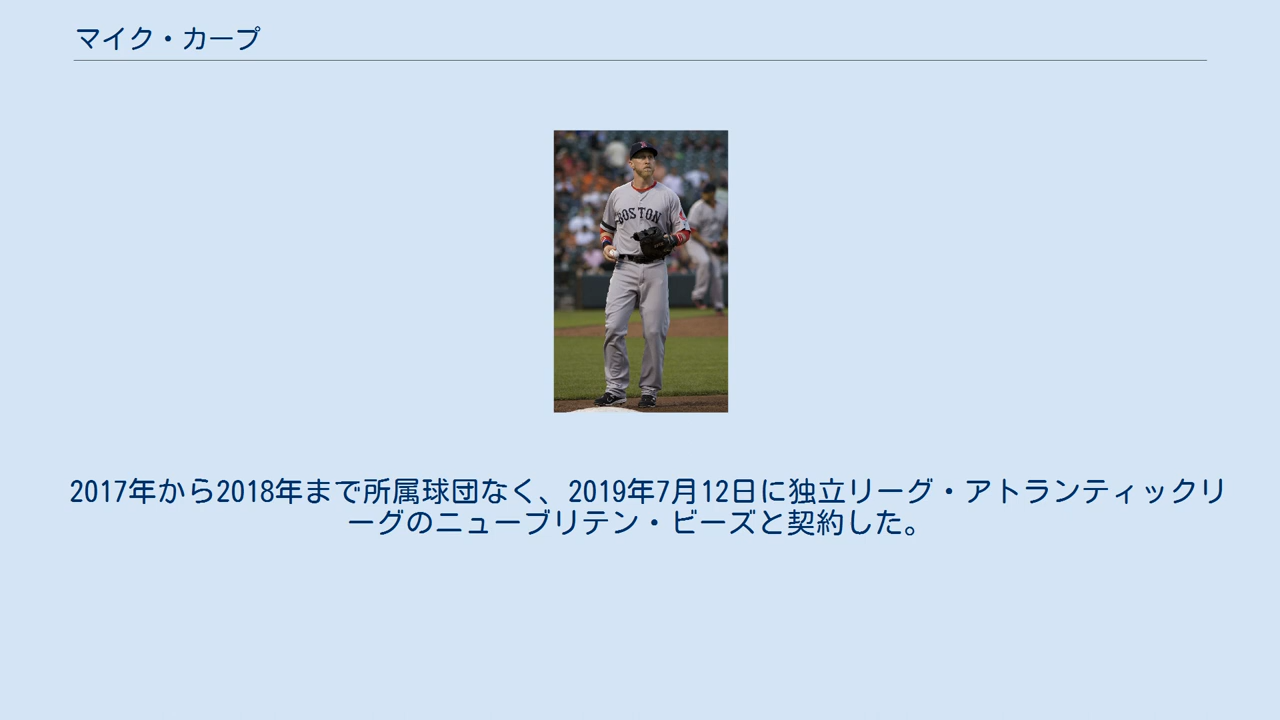 マイク・カープ
BOSTON
2017年から2018年まで所属球団なく、2019年7月12日に独立リーグ・アトランティックリ
ーグのニューブリテン・ビーズと契約した。